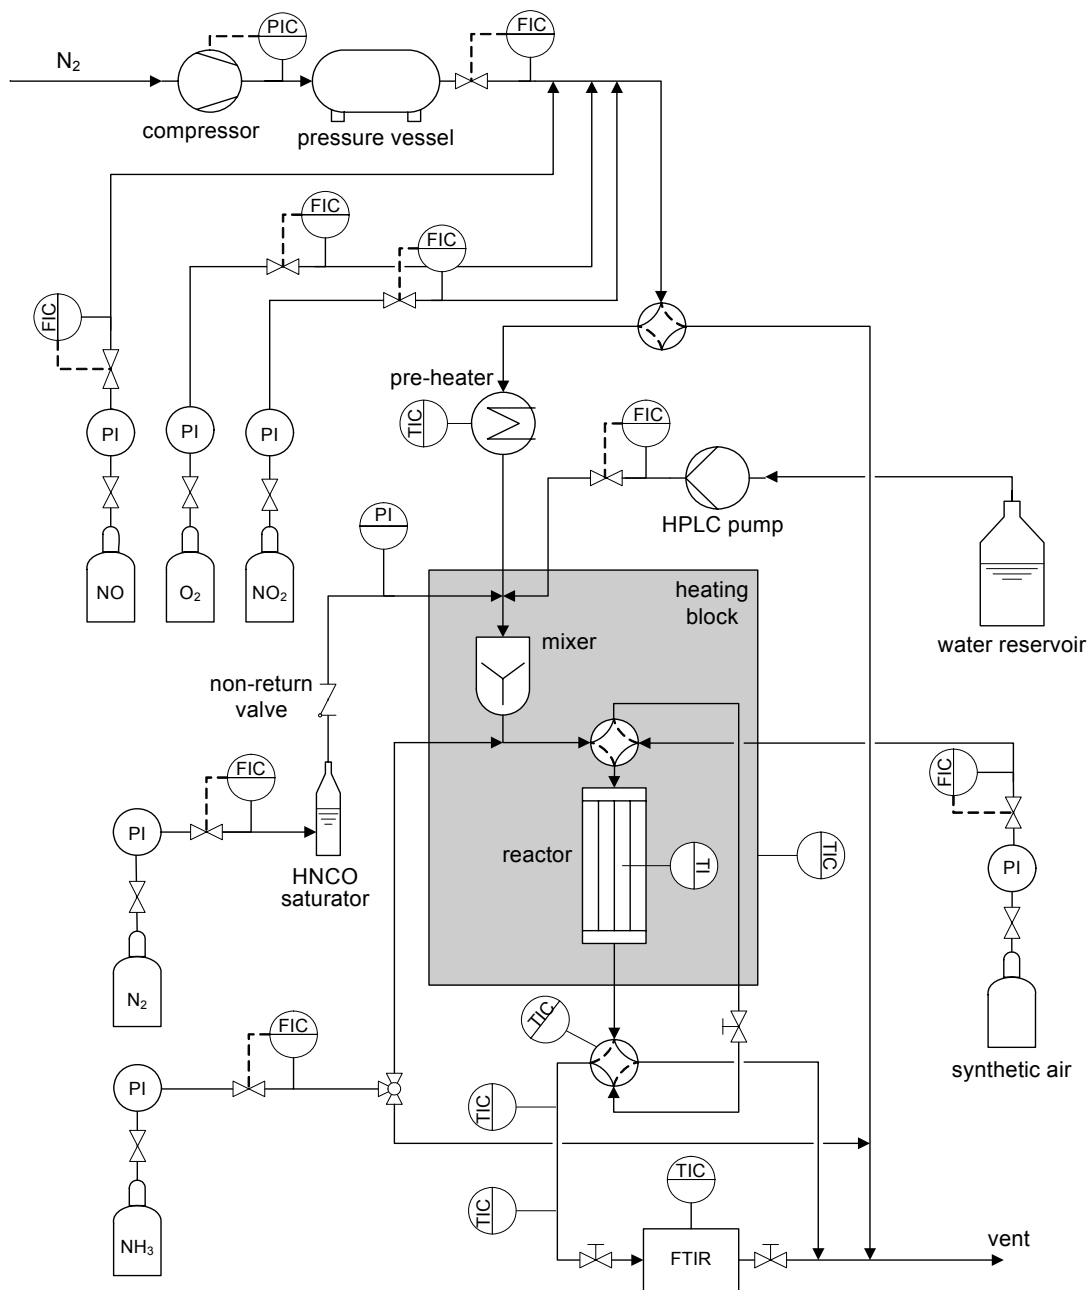 PIC
FIC
N2
compressor
pressure vessel
FIC
FIC
FIC
pre-heater
TIC
FIC
PI
PI
PI
HPLC pump
PI
NO
O2
NO2
heating
block
mixer
water reservoir
non-return
valve
FIC
FIC
PI
reactor
TI
TIC
PI
HNCO
saturator
N2
TIC
FIC
synthetic air
PI
TIC
TIC
TIC
NH3
FTIR
vent